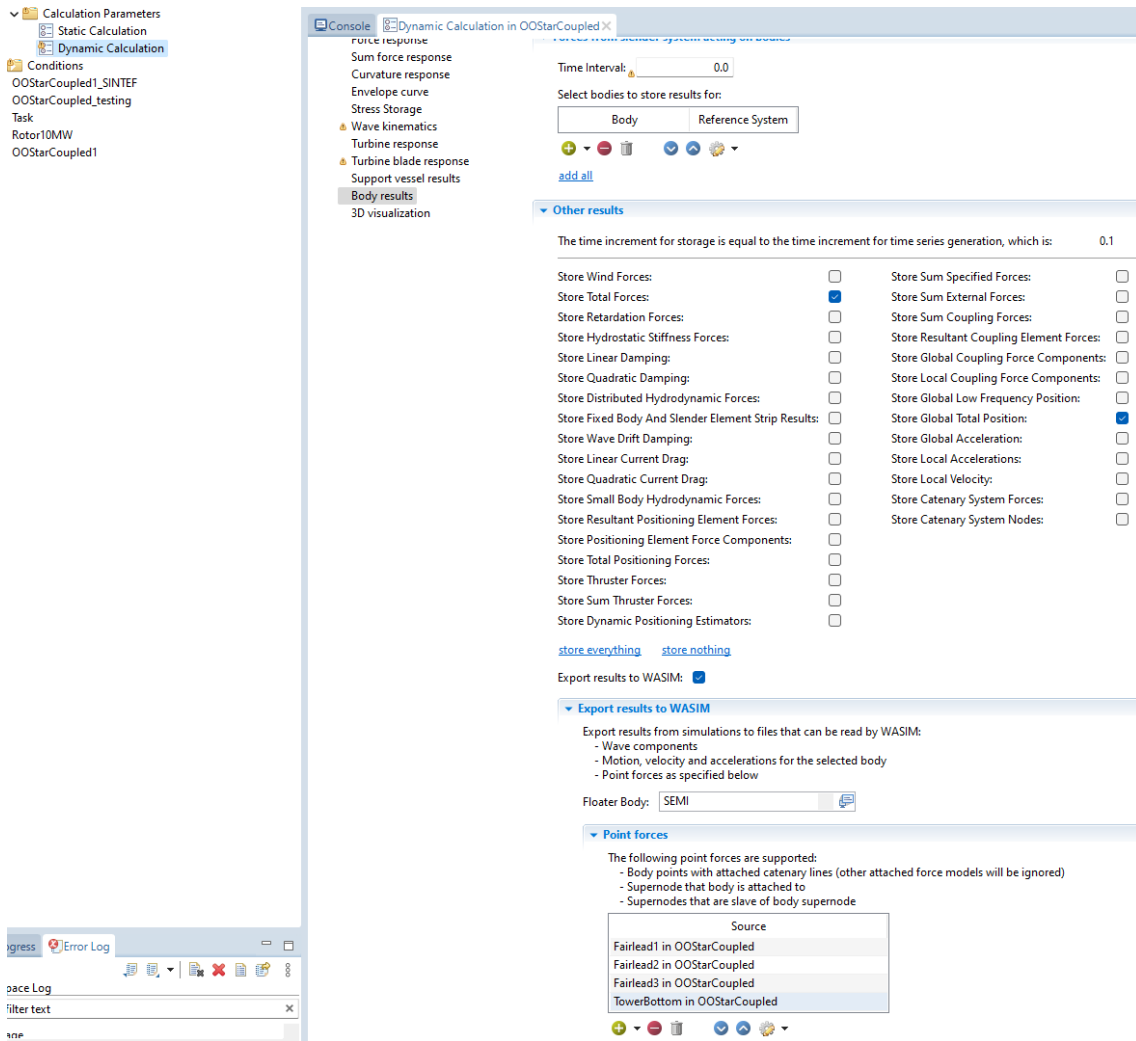 Calculation Parameters
Static Calculation
Dynamic Calculation
Conditions
OOStarCoupled1_SINTEF
OOStarCoupled_testing
Task
Rotor10MW
OOStarCoupled1
Console
Dynamic Calculation in OOStarCoupled
Force response
Sum force response
Curvature response
Envelope curve
Stress Storage
Wave kinematics
Turbine response
Turbine blade response
Support vessel results
Body results
3D visualization
Forces from slender system acting on bodies
Time Interval: 0.0
Select bodies to store results for:
Body Reference System
add all
Other results
The time increment for storage is equal to the time increment for time series generation, which is: 0.1
Store Wind Forces:
Store Total Forces:
Store Retardation Forces:
Store Hydrostatic Stiffness Forces:
Store Linear Damping:
Store Quadratic Damping:
Store Distributed Hydrodynamic Forces:
Store Fixed Body And Slender Element Strip Results:
Store Wave Drift Damping:
Store Linear Current Drag:
Store Quadratic Current Drag:
Store Small Body Hydrodynamic Forces:
Store Resultant Positioning Element Forces:
Store Positioning Element Force Components:
Store Total Positioning Forces:
Store Thruster Forces:
Store Sum Thruster Forces:
Store Dynamic Positioning Estimators:
Store Sum Specified Forces:
Store Sum External Forces:
Store Sum Coupling Forces:
Store Resultant Coupling Element Forces:
Store Global Coupling Force Components:
Store Local Coupling Force Components:
Store Global Low Frequency Position:
Store Global Total Position:
Store Global Acceleration:
Store Local Accelerations:
Store Local Velocity:
Store Catenary System Forces:
Store Catenary System Nodes:
store everything store nothing
Export results to WASIM:
Export results to WASIM
Export results from simulations to files that can be read by WASIM:
- Wave components
- Motion, velocity and accelerations for the selected body
- Point forces as specified below
Floater Body: SEMI
Point forces
The following point forces are supported:
- Body points with attached catenary lines (other attached force models will be ignored)
- Supernode that body is attached to
- Supernodes that are slave of body supernode
Source
Fairlead1 in OOStarCoupled
Fairlead2 in OOStarCoupled
Fairlead3 in OOStarCoupled
TowerBottom in OOStarCoupled
ogress
Error Log
pace Log
filter text